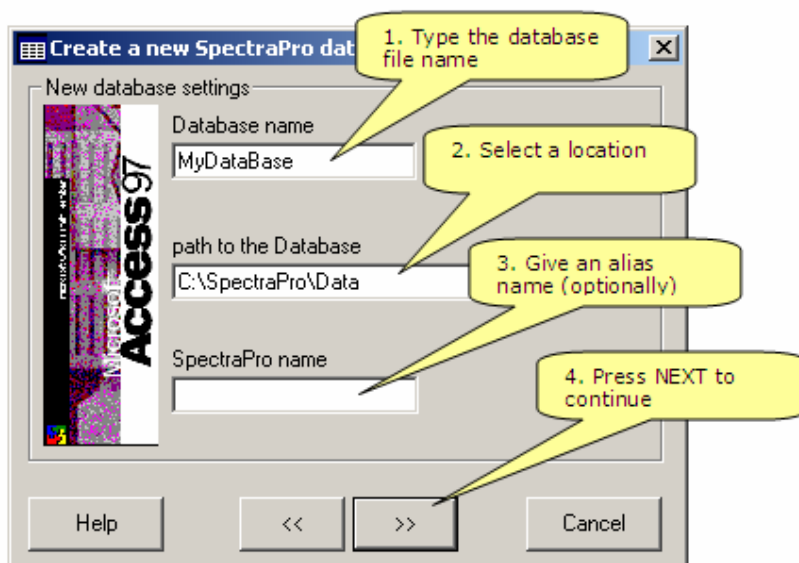 Create a new SpectraPro dat
1. Type the database
file name
New database settings
Database name
MyDataBase
2. Select a location
path to the Database
C:\SpectraPro\Data
3. Give an alias
name (optionally)
SpectraPro name
4. Press NEXT to
continue
Microsoft
Access97
Help
<<
>>
Cancel